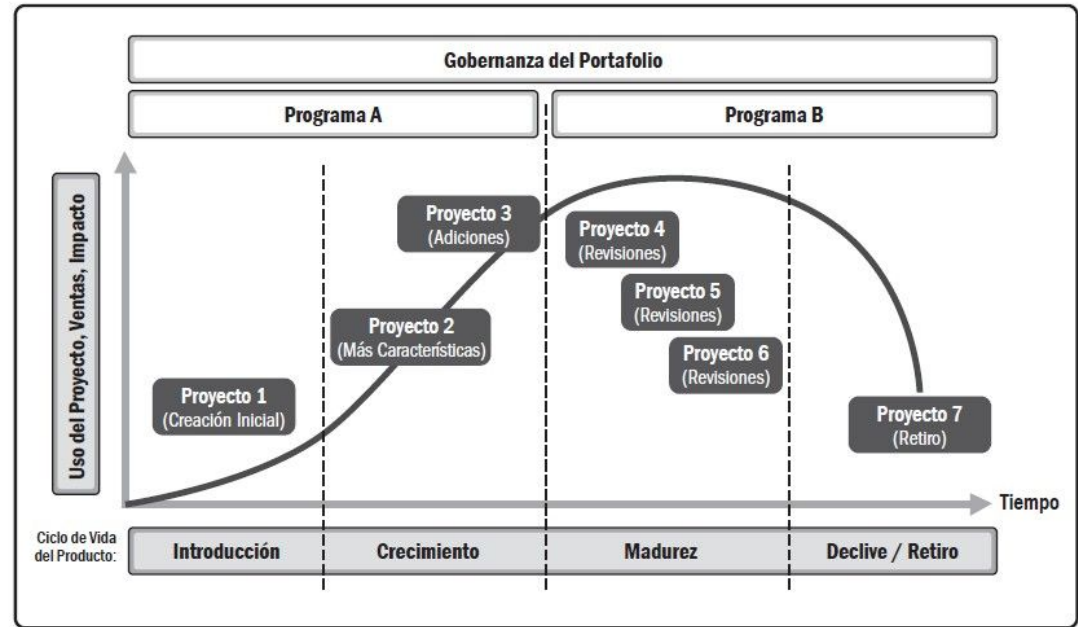 Gobernanza del Portafolio
Programa A
Programa B
Uso del Proyecto, Ventas, Impacto
Proyecto 3
(Adiciones)
Proyecto 4
(Revisiones)
Proyecto 5
(Revisiones)
Proyecto 2
(Más Características)
Proyecto 6
(Revisiones)
Proyecto 1
(Creación Inicial)
Proyecto 7
(Retiro)
Tiempo
Ciclo de Vida
del Producto:
Introducción
Crecimiento
Madurez
Declive / Retiro